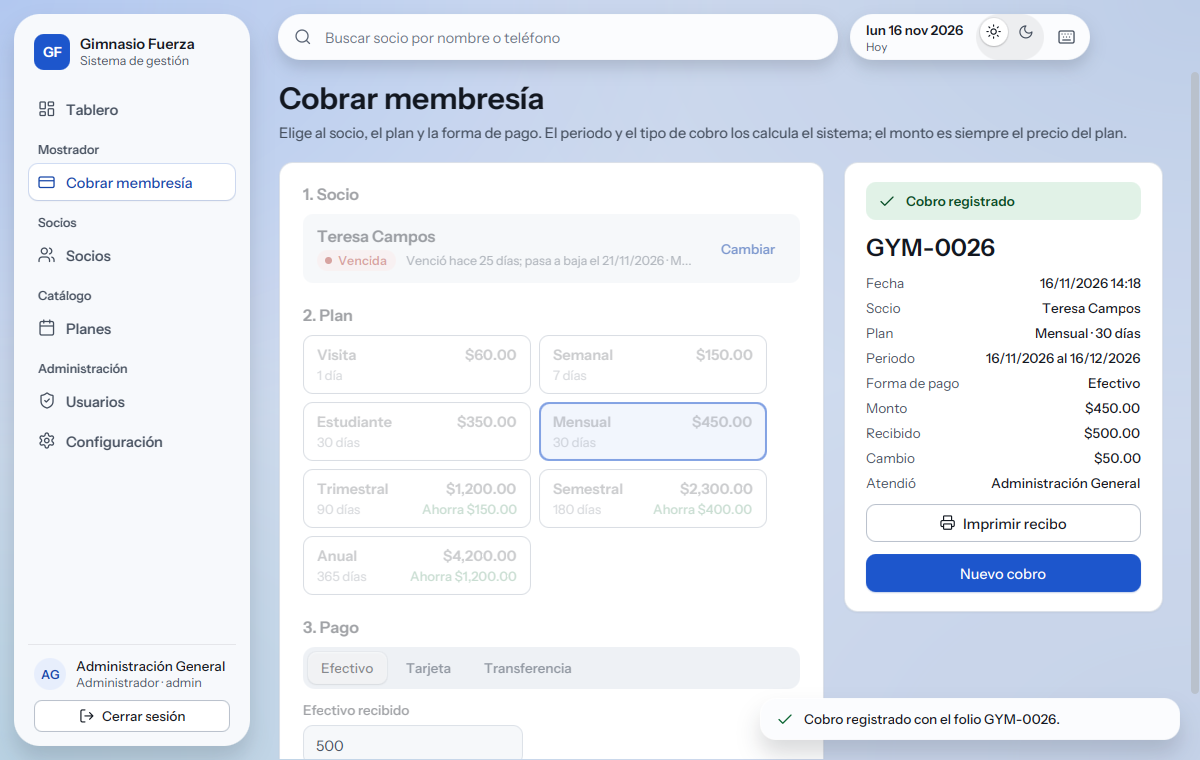 GF
Gimnasio Fuerza
Sistema de gestión
Tablero
Mostrador
Cobrar membresía
Socios
Socios
Catálogo
Planes
Administración
Usuarios
Configuración
AG
Administración General
Administrador · admin
Cerrar sesión
Buscar socio por nombre o teléfono
lun 16 nov 2026
Hoy
Cobrar membresía
Elige al socio, el plan y la forma de pago. El periodo y el tipo de cobro los calcula el sistema; el monto es siempre el precio del plan.
1. Socio
Teresa Campos
Vencida Venció hace 25 días; pasa a baja el 21/11/2026 · M...
Cambiar
2. Plan
Visita $60.00
1 día
Semanal $150.00
7 días
Estudiante $350.00
30 días
Mensual $450.00
30 días
Trimestral $1,200.00
90 días Ahorra $150.00
Semestral $2,300.00
180 días Ahorra $400.00
Anual $4,200.00
365 días Ahorra $1,200.00
3. Pago
Efectivo Tarjeta Transferencia
Efectivo recibido
500
Cobro registrado
GYM-0026
Fecha 16/11/2026 14:18
Socio Teresa Campos
Plan Mensual · 30 días
Periodo 16/11/2026 al 16/12/2026
Forma de pago Efectivo
Monto $450.00
Recibido $500.00
Cambio $50.00
Atendió Administración General
Imprimir recibo
Nuevo cobro
Cobro registrado con el folio GYM-0026.